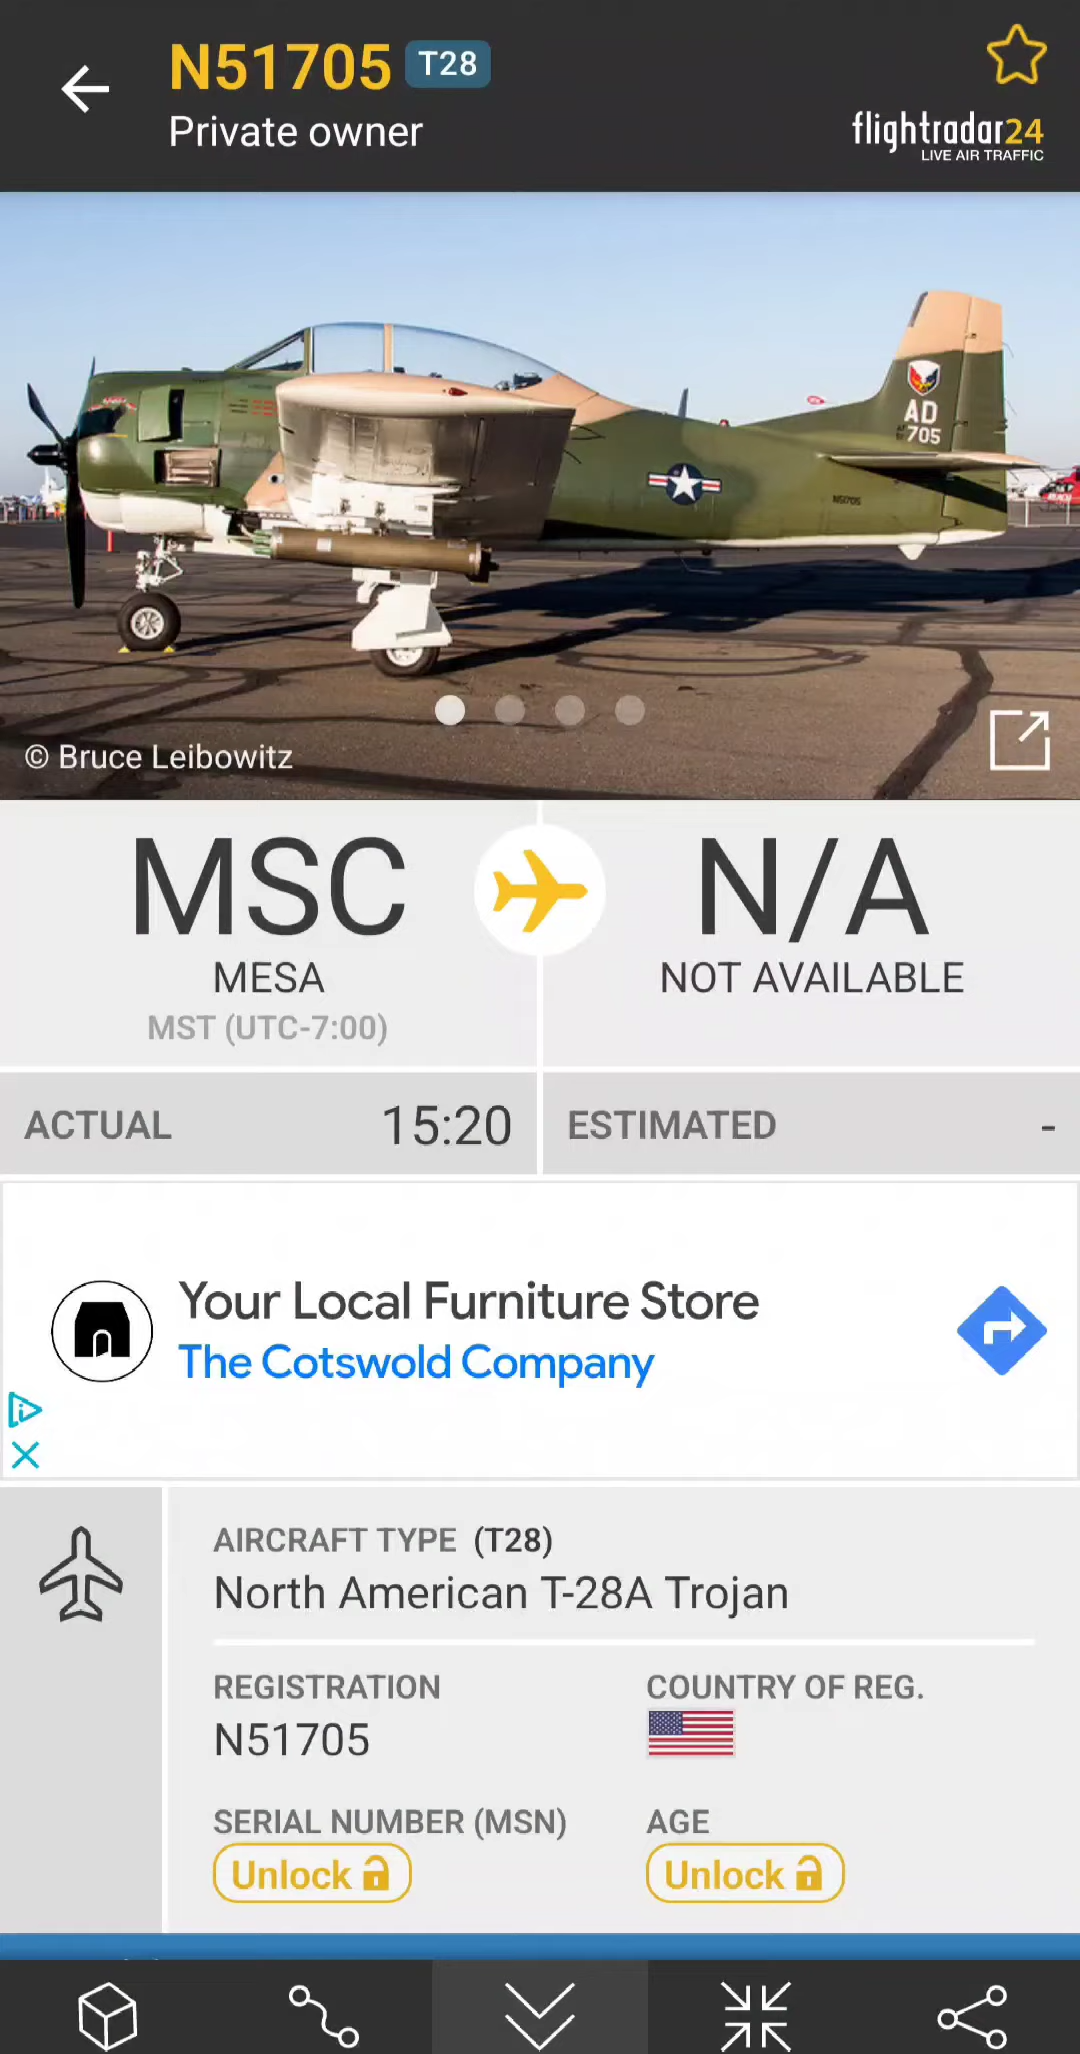 N51705 T28
Private owner
flightradar24
LIVE AIR TRAFFIC
AD
705
N51705
© Bruce Leibowitz
MSC
MESA
MST (UTC-7:00)
N/A
NOT AVAILABLE
ACTUAL 15:20
ESTIMATED -
Your Local Furniture Store
The Cotswold Company
AIRCRAFT TYPE (T28)
North American T-28A Trojan
REGISTRATION
N51705
COUNTRY OF REG.
SERIAL NUMBER (MSN)
Unlock
AGE
Unlock